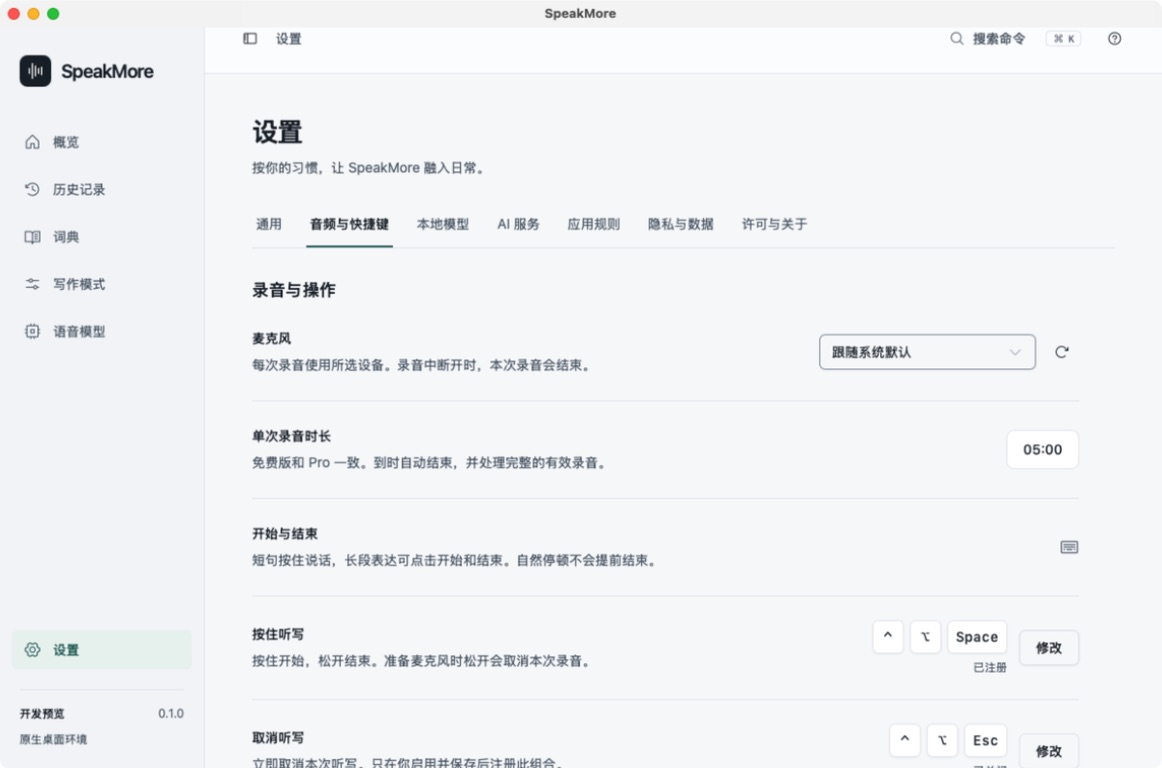 SpeakMore
设置
搜索命令
⌘ K
SpeakMore
概览
历史记录
词典
写作模式
语音模型
设置
开发预览
0.1.0
原生桌面环境
设置
按你的习惯，让 SpeakMore 融入日常。
通用 音频与快捷键 本地模型 AI 服务 应用规则 隐私与数据 许可与关于
录音与操作
麦克风
每次录音使用所选设备。录音中断开时，本次录音会结束。
跟随系统默认
单次录音时长
免费版和 Pro 一致。到时自动结束，并处理完整的有效录音。
05:00
开始与结束
短句按住说话，长段表达可点击开始和结束。自然停顿不会提前结束。
按住听写
按住开始，松开结束。准备麦克风时松开会取消本次录音。
⌃ ⌥ Space
已注册
修改
取消听写
立即取消本次听写。只在你启用并保存后注册此组合。
⌃ ⌥ Esc
修改